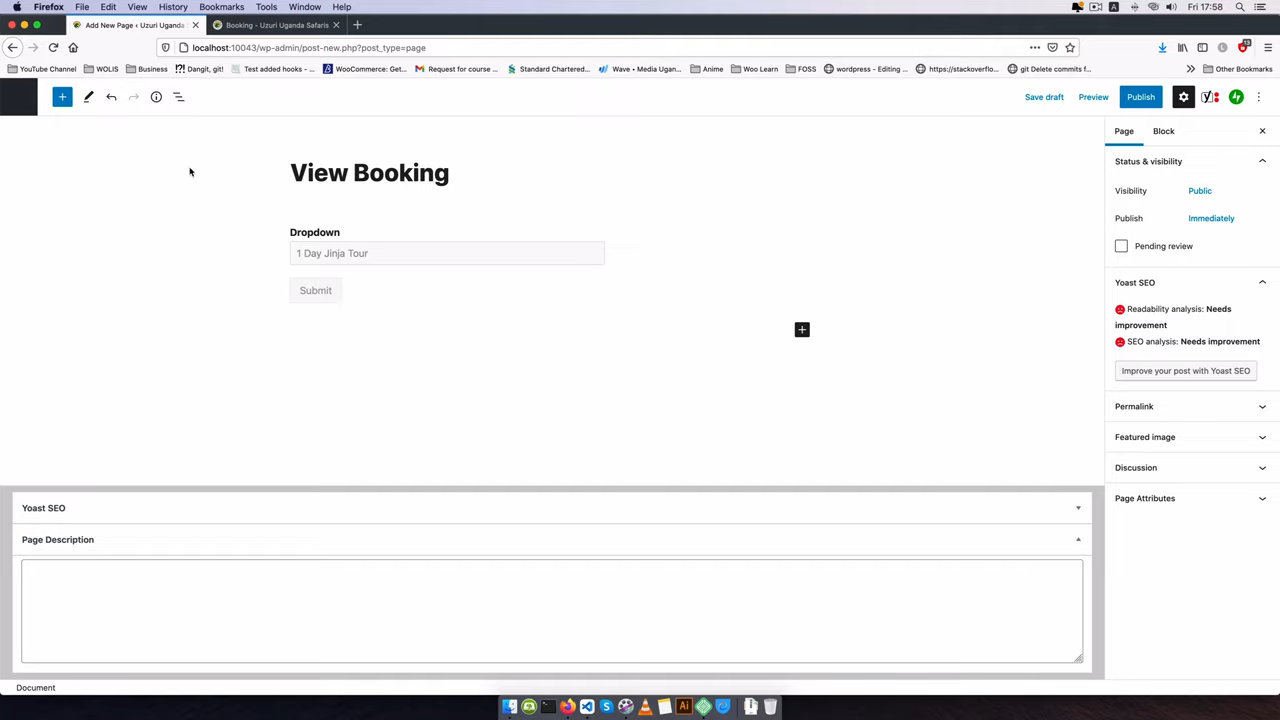 Firefox File Edit View History Bookmarks Tools Window Help Fri 17:58
Add New Page ‹ Uzuri Uganda Booking - Uzuri Uganda Safaris
localhost:10043/wp-admin/post-new.php?post_type=page
YouTube Channel WOLIS Business Dangit, git! Test added hooks - ... WooCommerce: Get... Request for course ... Standard Chartered... Wave • Media Ugan... Anime Woo Learn FOSS wordpress - Editing ... https://stackoverflo... git Delete commits f... Other Bookmarks
Save draft Preview Publish
Page Block
View Booking
Status & visibility
Visibility Public
Publish Immediately
Dropdown
1 Day Jinja Tour
Pending review
Submit
Yoast SEO
Readability analysis: Needs
improvement
SEO analysis: Needs improvement
Improve your post with Yoast SEO
Permalink
Featured image
Discussion
Page Attributes
Yoast SEO
Page Description
Document